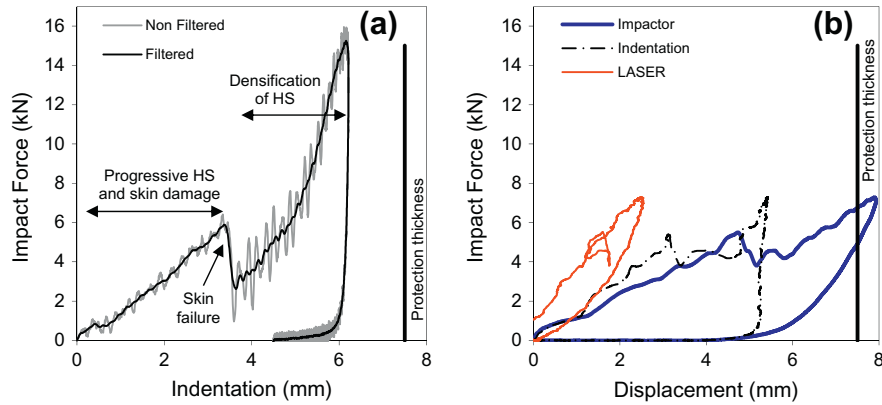 (a)
Non Filtered
Filtered
Densification
of HS
Progressive HS
and skin damage
Skin
failure
Protection thickness
Impact Force (kN)
16
14
12
10
8
6
4
2
0
0
2
4
6
8
Indentation (mm)
(b)
Impactor
Indentation
LASER
Protection thickness
Impact Force (kN)
16
14
12
10
8
6
4
2
0
0
2
4
6
8
Displacement (mm)